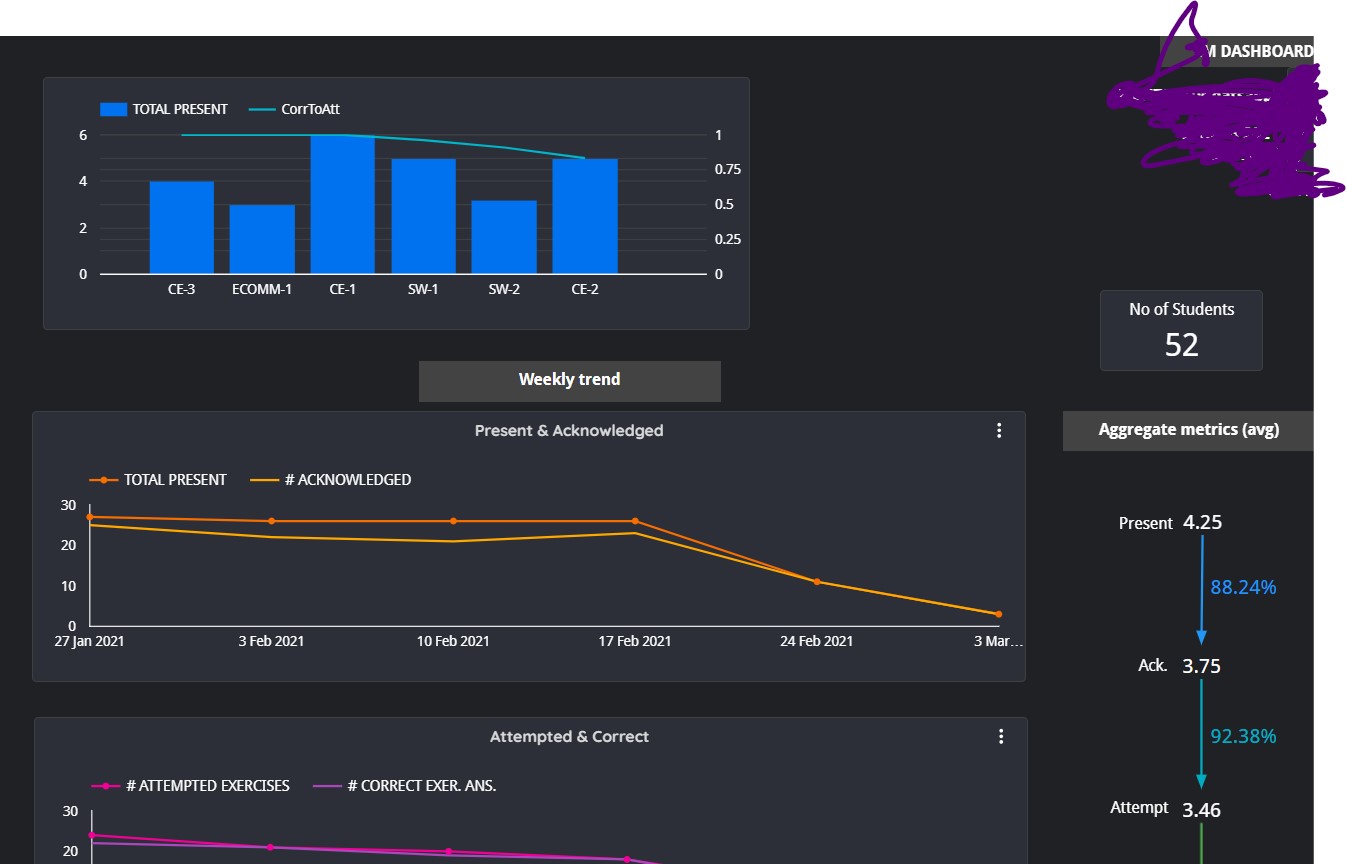 M DASHBOARD
TOTAL PRESENT CorrToAtt
6 1
0.75
4
0.5
2
0.25
0 0
CE-3 ECOMM-1 CE-1 SW-1 SW-2 CE-2
No of Students
52
Weekly trend
Present & Acknowledged
TOTAL PRESENT # ACKNOWLEDGED
30
20
10
0
27 Jan 2021 3 Feb 2021 10 Feb 2021 17 Feb 2021 24 Feb 2021 3 Mar...
Attempted & Correct
# ATTEMPTED EXERCISES # CORRECT EXER. ANS.
30
20
Aggregate metrics (avg)
Present 4.25
88.24%
Ack. 3.75
92.38%
Attempt 3.46